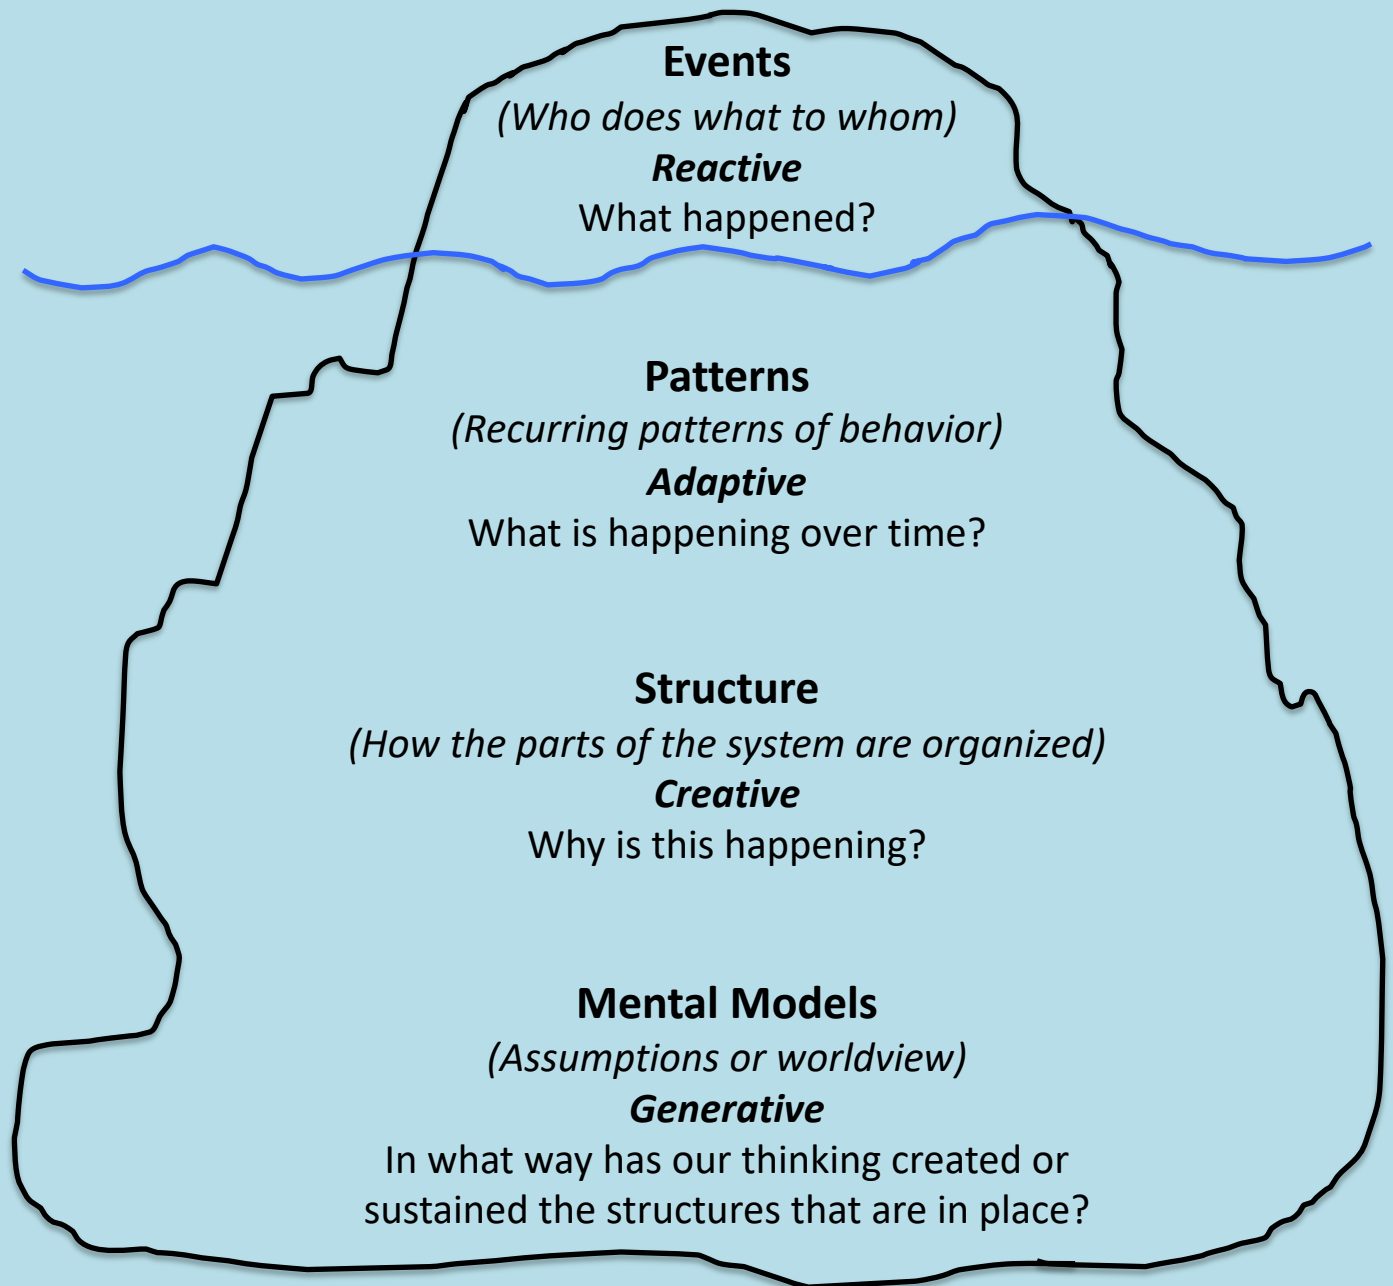 Events
(Who does what to whom)
Reactive
What happened?
Patterns
(Recurring patterns of behavior)
Adaptive
What is happening over time?
Structure
(How the parts of the system are organized)
Creative
Why is this happening?
Mental Models
(Assumptions or worldview)
Generative
In what way has our thinking created or
sustained the structures that are in place?